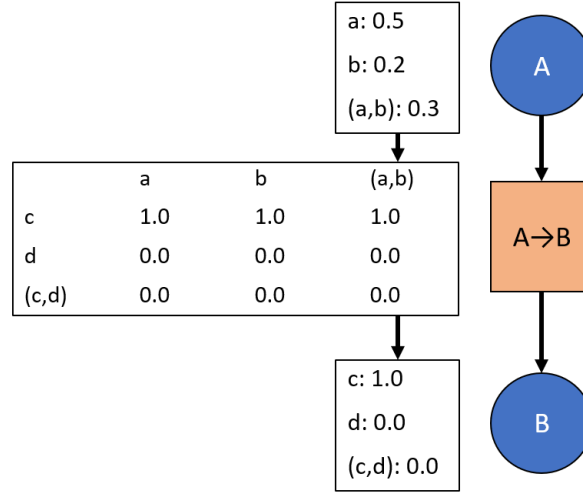 a: 0.5
b: 0.2
(a,b): 0.3
A
a b (a,b)
c 1.0 1.0 1.0
d 0.0 0.0 0.0
(c,d) 0.0 0.0 0.0
A→B
c: 1.0
d: 0.0
(c,d): 0.0
B